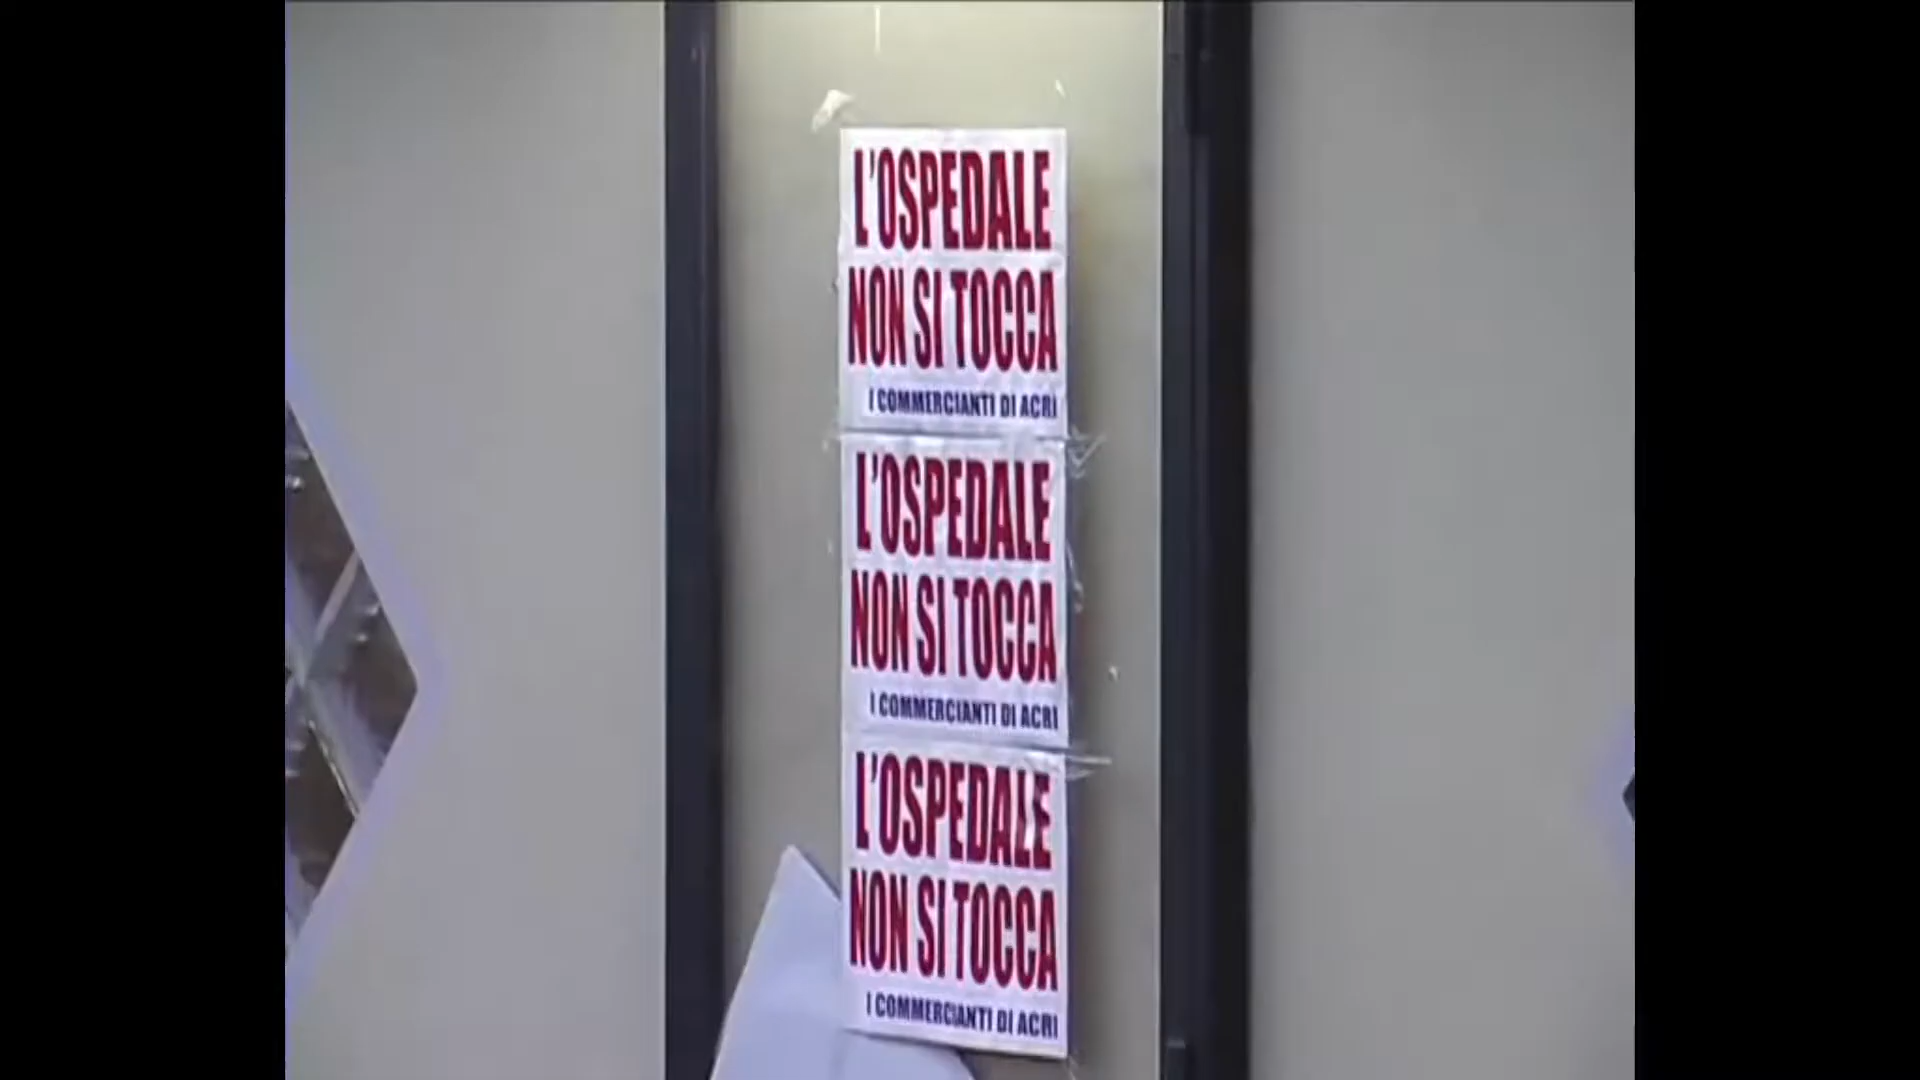 L'OSPEDALE
NON SI TOCCA
I COMMERCIANTI DI ACRI
L'OSPEDALE
NON SI TOCCA
I COMMERCIANTI DI ACRI
L'OSPEDALE
NON SI TOCCA
I COMMERCIANTI DI ACRI